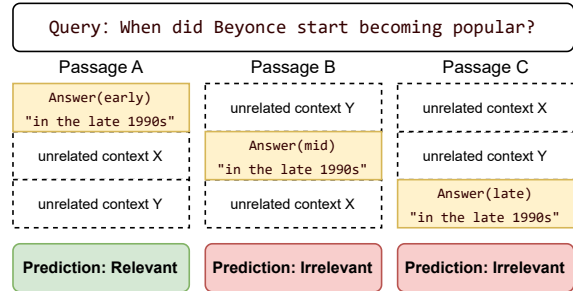 Query: When did Beyonce start becoming popular?
Passage A
Passage B
Passage C
Answer(early)
"in the late 1990s"
unrelated context X
unrelated context Y
unrelated context Y
Answer(mid)
"in the late 1990s"
unrelated context X
unrelated context X
unrelated context Y
Answer(late)
"in the late 1990s"
Prediction: Relevant
Prediction: Irrelevant
Prediction: Irrelevant